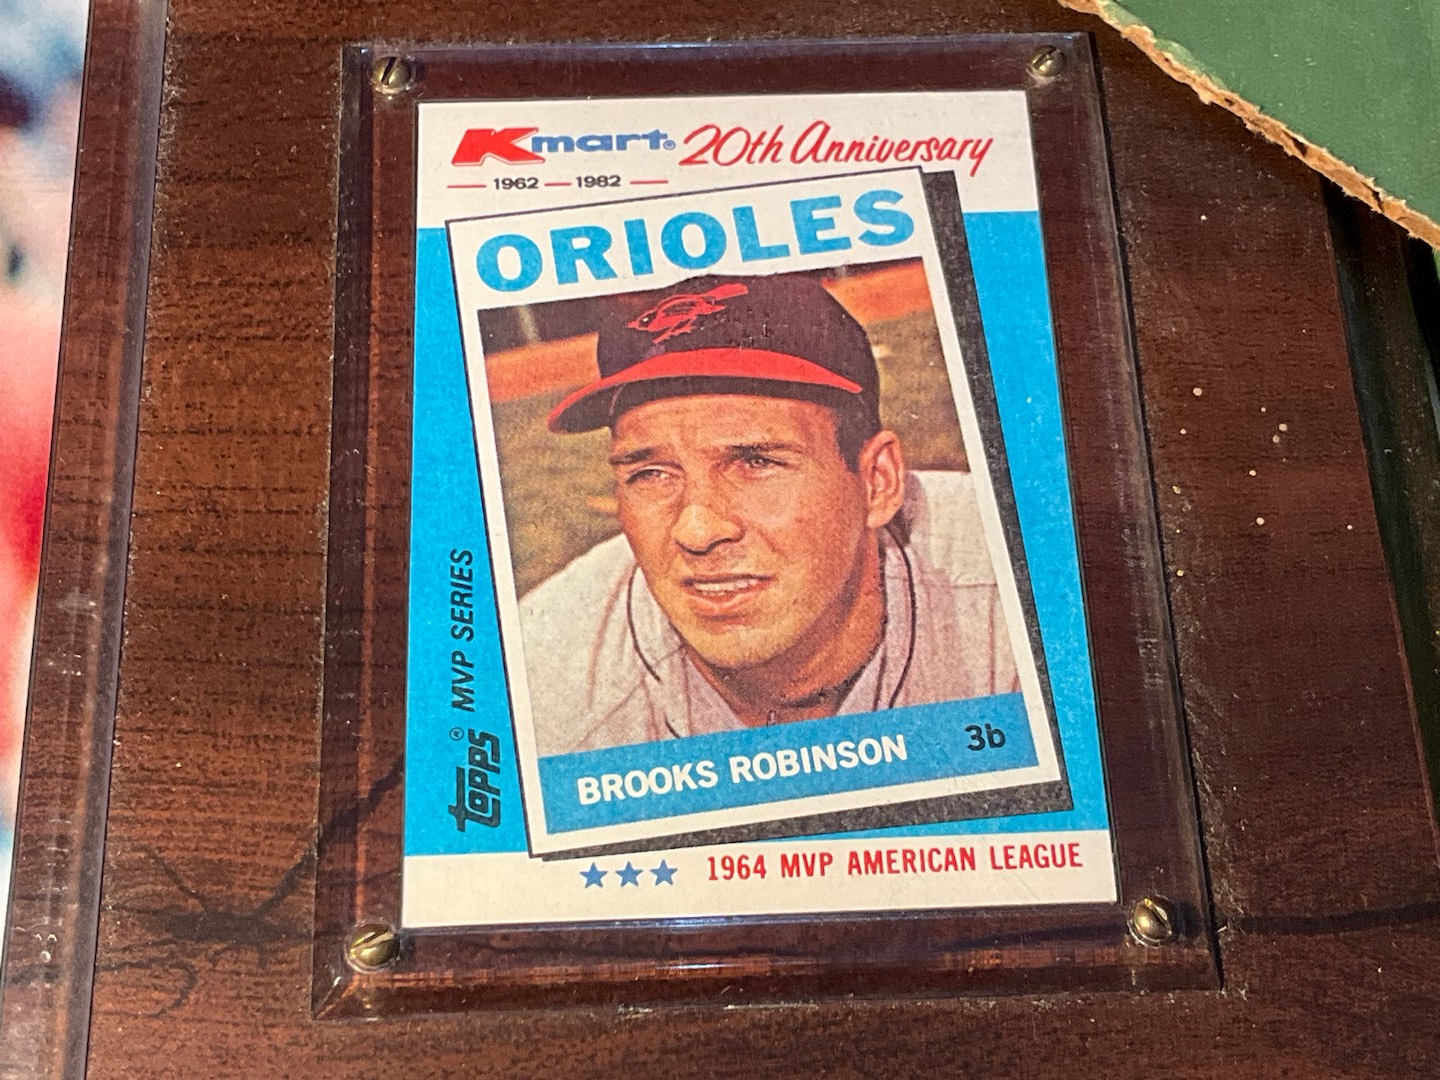 Kmart® 20th Anniversary
1962 — 1982
ORIOLES
BROOKS ROBINSON 3b
topps® MVP SERIES
★★★ 1964 MVP AMERICAN LEAGUE